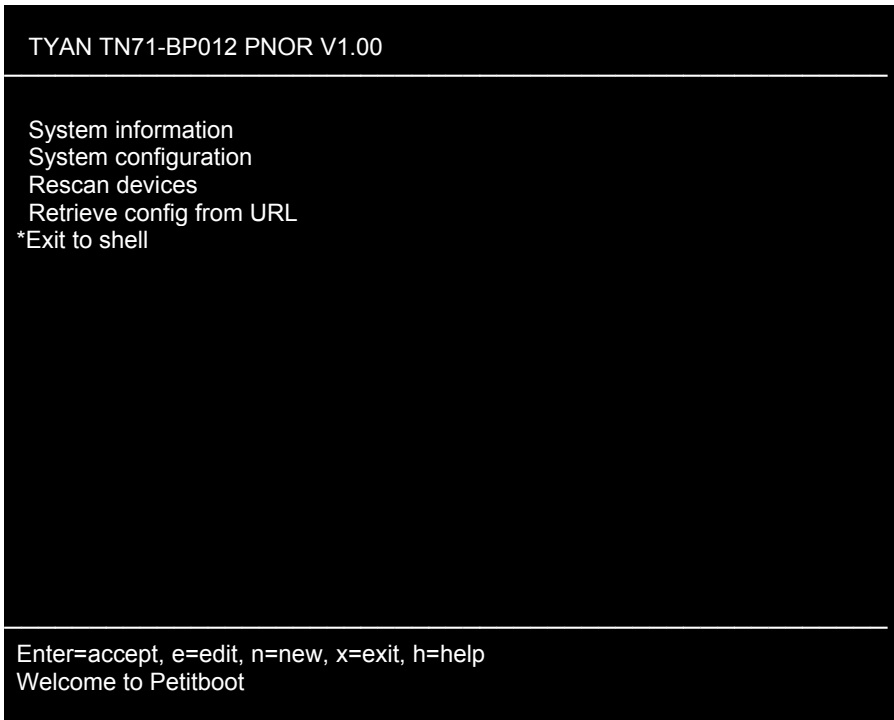 TYAN TN71-BP012 PNOR V1.00
System information
System configuration
Rescan devices
Retrieve config from URL
*Exit to shell
Enter=accept, e=edit, n=new, x=exit, h=help
Welcome to Petitboot